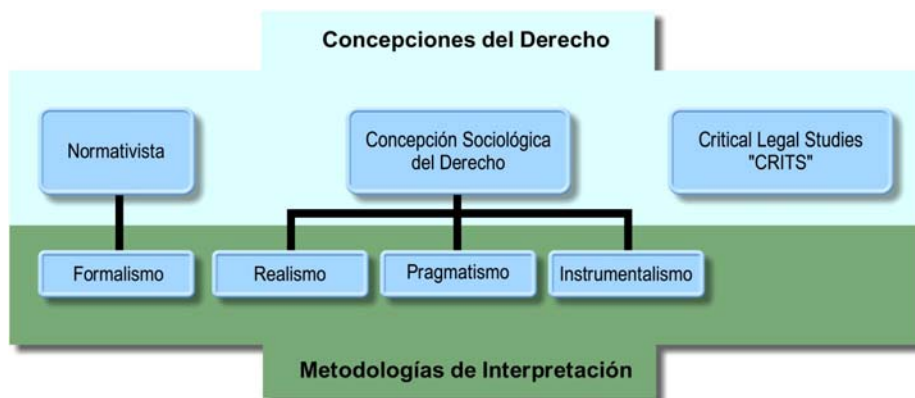 Concepciones del Derecho
Normativista
Concepción Sociológica
del Derecho
Critical Legal Studies
"CRITS"
Formalismo
Realismo
Pragmatismo
Instrumentalismo
Metodologías de Interpretación